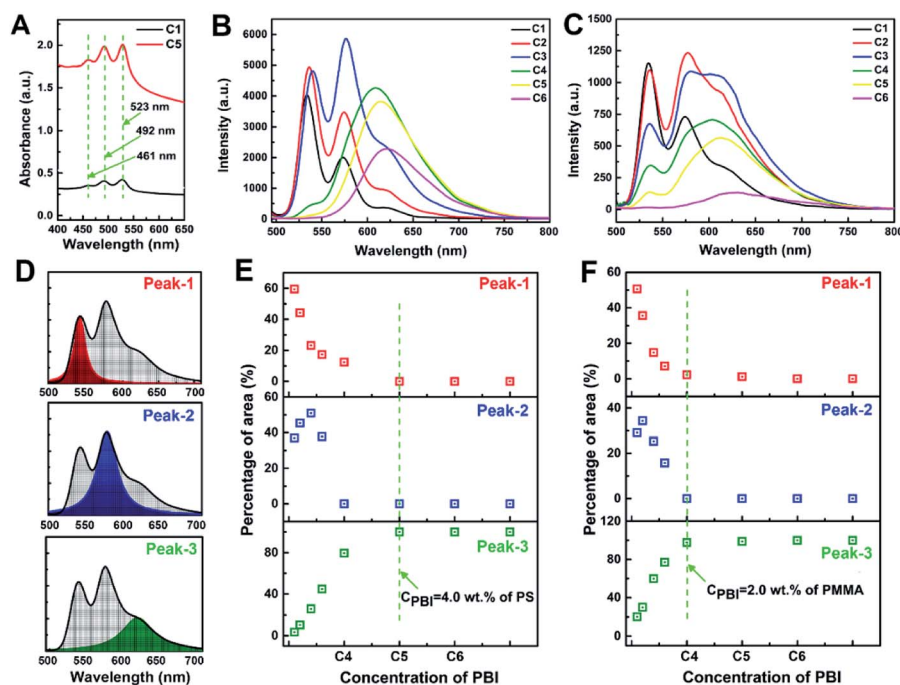 A
C1
C5
2.0
1.5
1.0
0.5
0.0
Absorbance (a.u.)
523 nm
492 nm
461 nm
400 450 500 550 600 650
Wavelength (nm)
B
C1
C2
C3
C4
C5
C6
6000
5000
4000
3000
2000
1000
0
Intensity (a.u.)
500 550 600 650 700 750 800
Wavelength (nm)
C
C1
C2
C3
C4
C5
C6
1500
1250
1000
750
500
250
0
Intensity (a.u.)
500 550 600 650 700 750 800
Wavelength (nm)
D
Peak-1
500 550 600 650 700
Peak-2
500 550 600 650 700
Peak-3
500 550 600 650 700
Wavelength (nm)
E
Percentage of area (%)
Peak-1
60
40
20
0
Peak-2
60
40
20
0
Peak-3
80
40
0
CPBI=4.0 wt.% of PS
C4 C5 C6
Concentration of PBI
F
Percentage of area (%)
Peak-1
60
40
20
0
Peak-2
40
20
0
Peak-3
120
80
40
0
CPBI=2.0 wt.% of PMMA
C4 C5 C6
Concentration of PBI